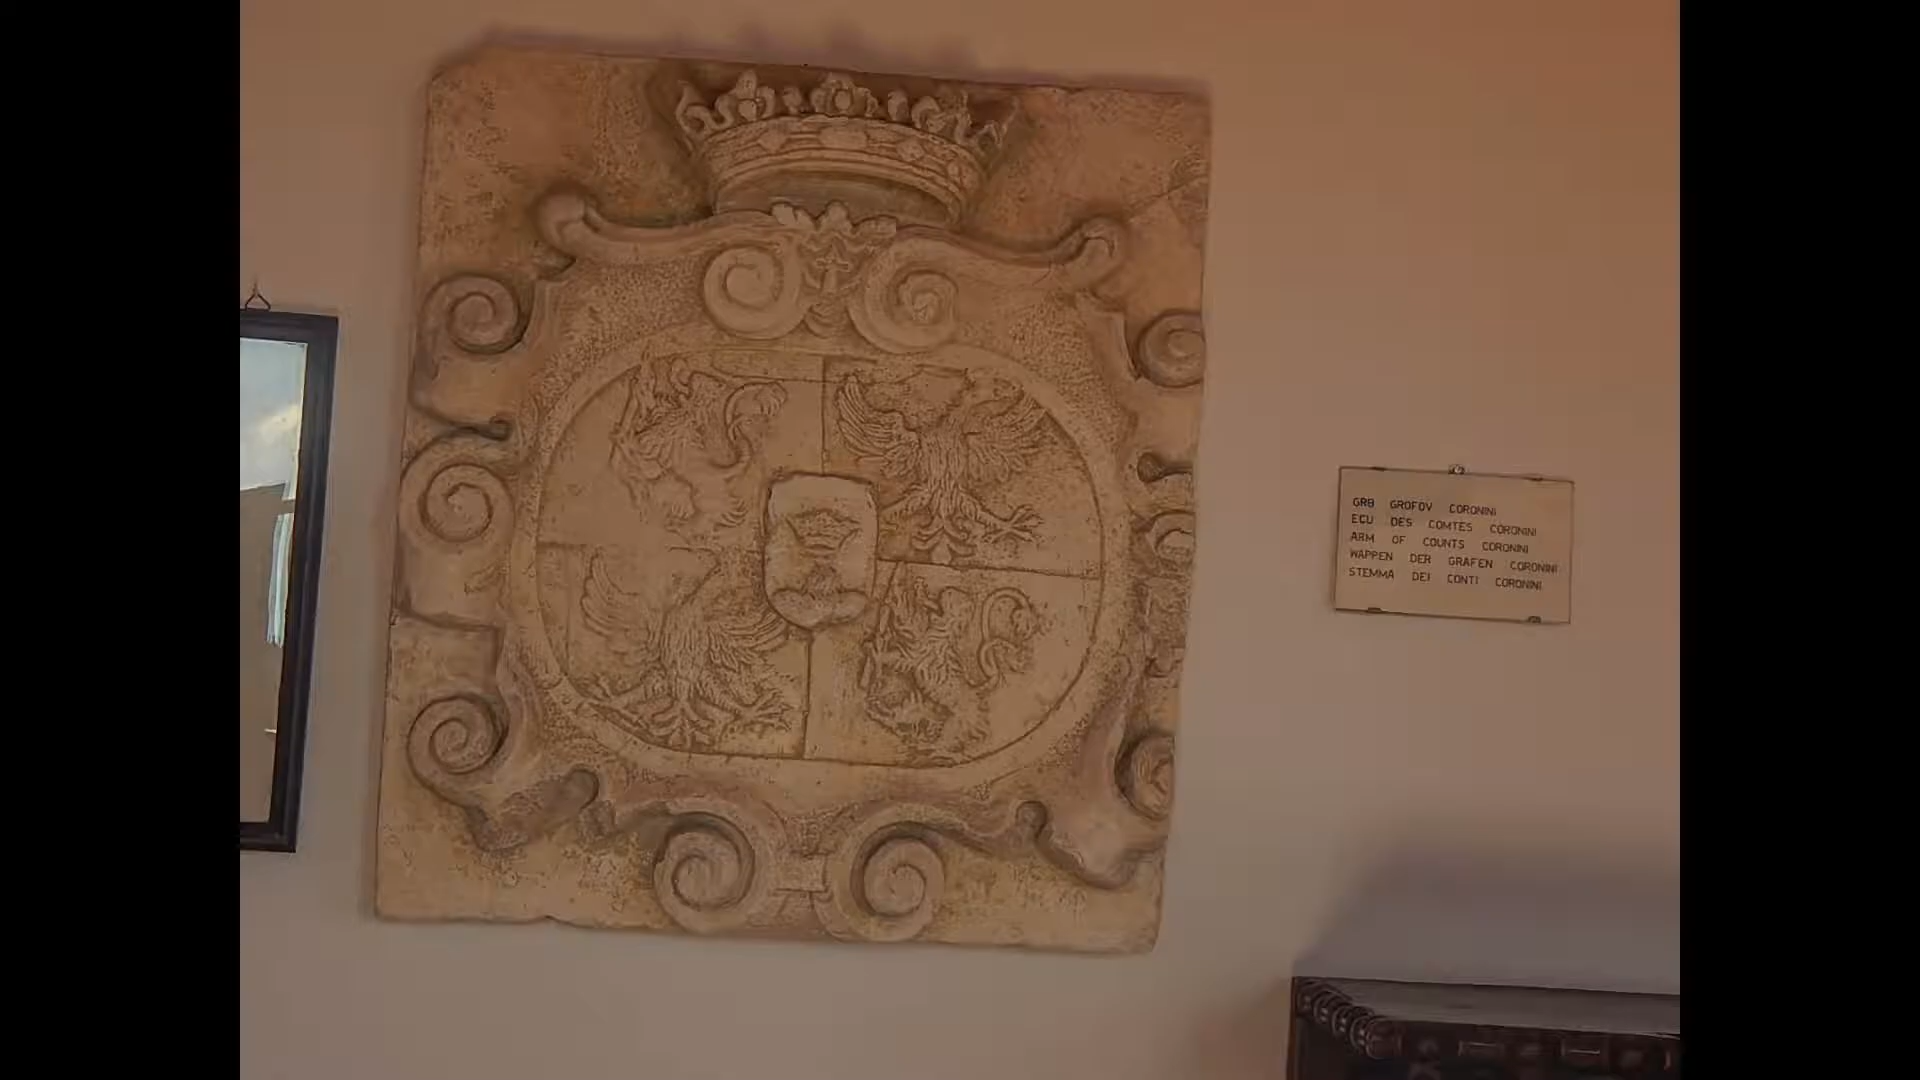 GRB GROFOV CORONINI
ECU DES COMTES CORONINI
ARM OF COUNTS CORONINI
WAPPEN DER GRAFEN CORONINI
STEMMA DEI CONTI CORONINI